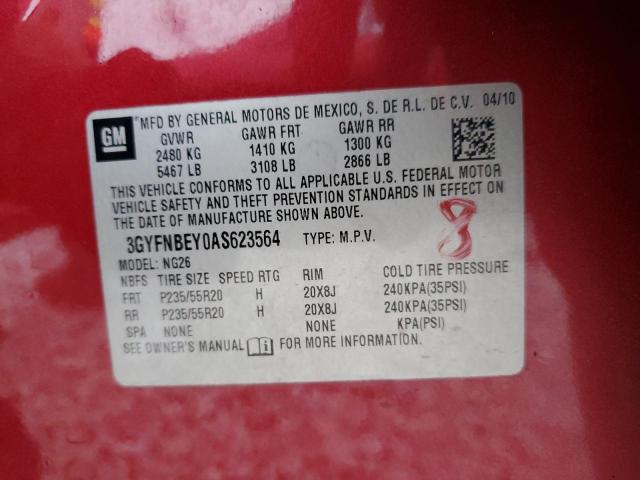 GM
MFD BY GENERAL MOTORS DE MEXICO, S. DE R.L. DE C.V. 04/10
GVWR GAWR FRT GAWR RR
2480 KG 1410 KG 1300 KG
5467 LB 3108 LB 2866 LB
THIS VEHICLE CONFORMS TO ALL APPLICABLE U.S. FEDERAL MOTOR
VEHICLE SAFETY AND THEFT PREVENTION STANDARDS IN EFFECT ON
THE DATE OF MANUFACTURE SHOWN ABOVE.
3GYFNBEY0AS623564 TYPE: M.P.V.
8
MODEL: NG26
NBFS TIRE SIZE SPEED RTG RIM COLD TIRE PRESSURE
FRT P235/55R20 H 20X8J 240KPA(35PSI)
RR P235/55R20 H 20X8J 240KPA(35PSI)
SPA NONE NONE KPA(PSI)
SEE OWNER'S MANUAL i FOR MORE INFORMATION.